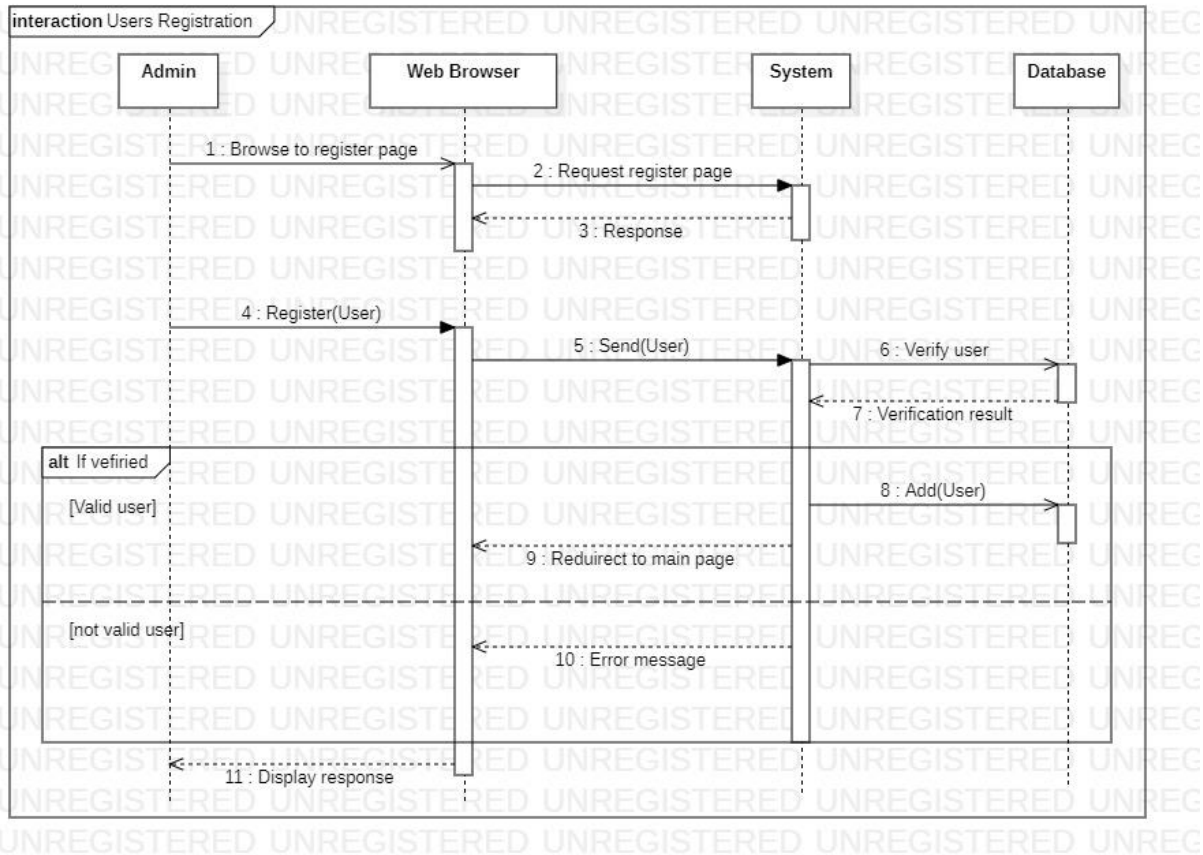 interaction Users Registration
Admin
Web Browser
System
Database
1 : Browse to register page
2 : Request register page
3 : Response
4 : Register(User)
5 : Send(User)
6 : Verify user
7 : Verification result
alt If vefiried
[Valid user]
8 : Add(User)
9 : Reduirect to main page
[not valid user]
10 : Error message
11 : Display response
UNREGISTERED